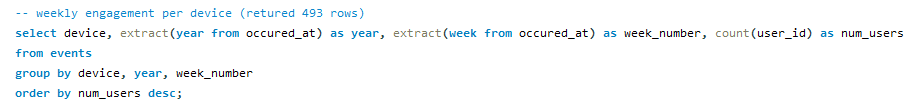 -- weekly engagement per device (retured 493 rows)
select device, extract(year from occured_at) as year, extract(week from occured_at) as week_number, count(user_id) as num_users
from events
group by device, year, week_number
order by num_users desc;